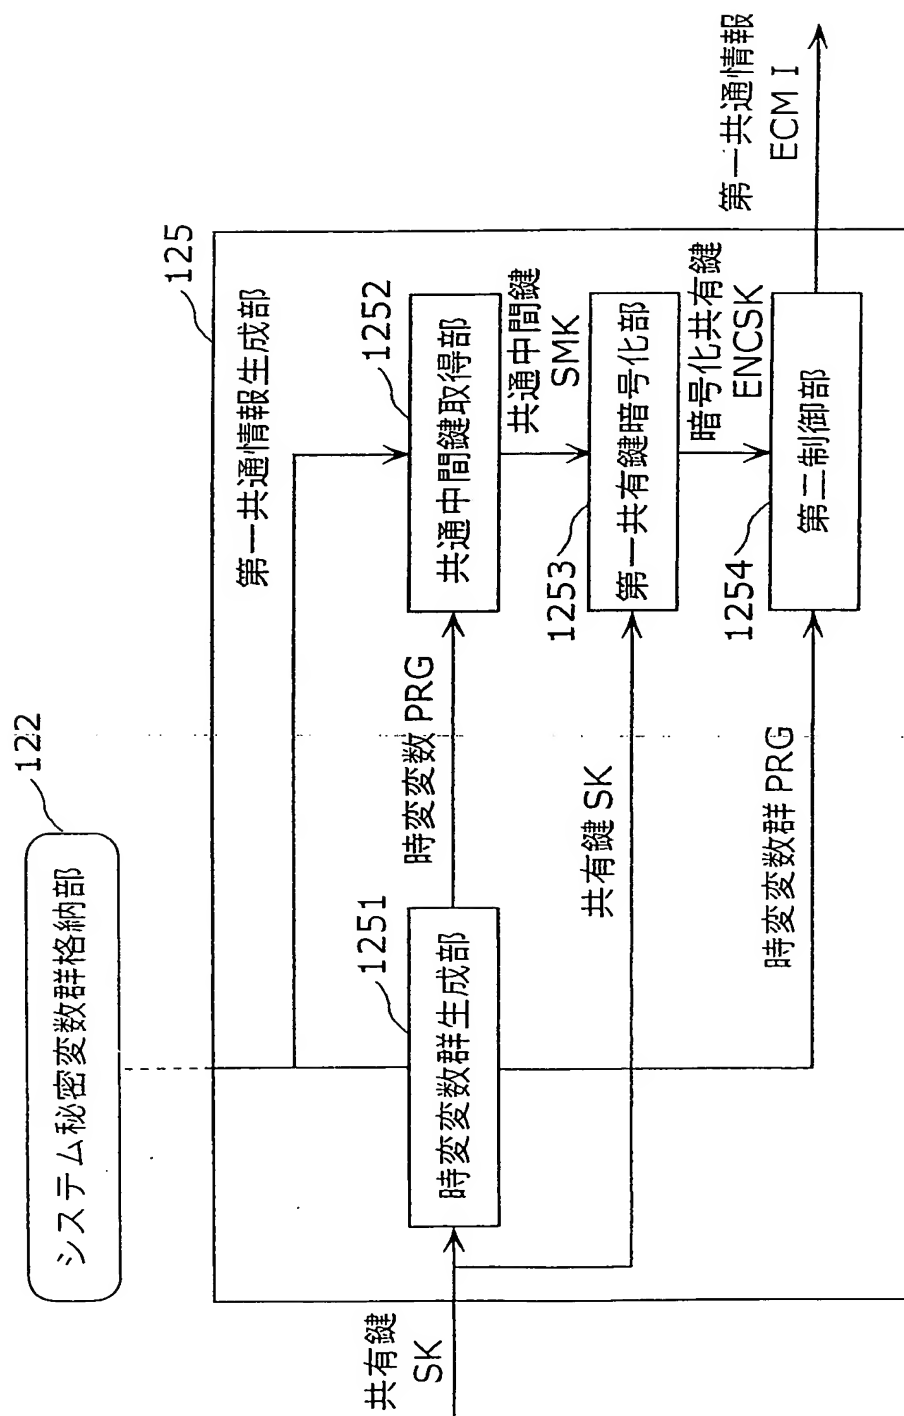 122
システム秘密変数群格納部
125
第一共通情報生成部
1251
時変変数群生成部
時変変数 PRG
1252
共通中間鍵取得部
共通中間鍵
SMK
共有鍵
SK
共有鍵 SK
1253
第一共有鍵暗号化部
暗号化共有鍵
ENCSK
時変変数群 PRG
1254
第二制御部
第一共通情報
ECM I